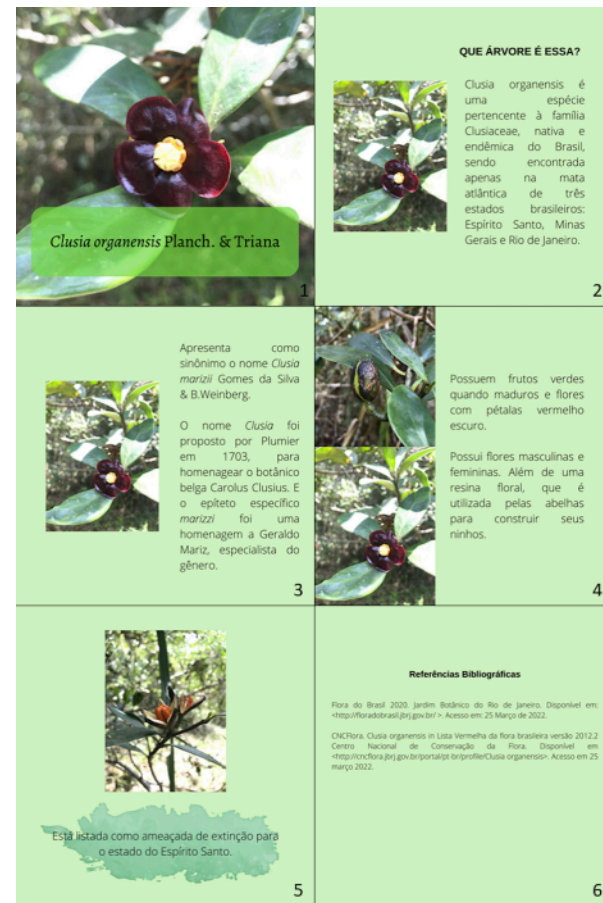 Clusia organensis Planch. & Triana
1
QUE ÁRVORE É ESSA?
Clusia organensis é
uma espécie
pertencente à família
Clusiaceae, nativa e
endêmica do Brasil,
sendo encontrada
apenas na mata
atlântica de três
estados brasileiros:
Espírito Santo, Minas
Gerais e Rio de Janeiro.
2
Apresenta como
sinônimo o nome Clusia
marizii Gomes da Silva
& B.Weinberg.
O nome Clusia foi
proposto por Plumier
em 1703, para
homenagear o botânico
belga Carolus Clusius. E
o epíteto específico
marizzi foi uma
homenagem a Geraldo
Mariz, especialista do
gênero.
3
Possuem frutos verdes
quando maduros e flores
com pétalas vermelho
escuro.
Possui flores masculinas e
femininas. Além de uma
resina floral, que é
utilizada pelas abelhas
para construir seus
ninhos.
4
Está listada como ameaçada de extinção para
o estado do Espírito Santo.
5
Referências Bibliográficas
Flora do Brasil 2020. Jardim Botânico do Rio de Janeiro. Disponível em:
<http://floradobrasil.jbrj.gov.br/ >. Acesso em: 25 Março de 2022.
CNCFlora. Clusia organensis in Lista Vermelha da flora brasileira versão 2012.2
Centro Nacional de Conservação da Flora. Disponível em
<http://cncflora.jbrj.gov.br/portal/pt-br/profile/Clusia organensis>. Acesso em 25
março 2022.
6